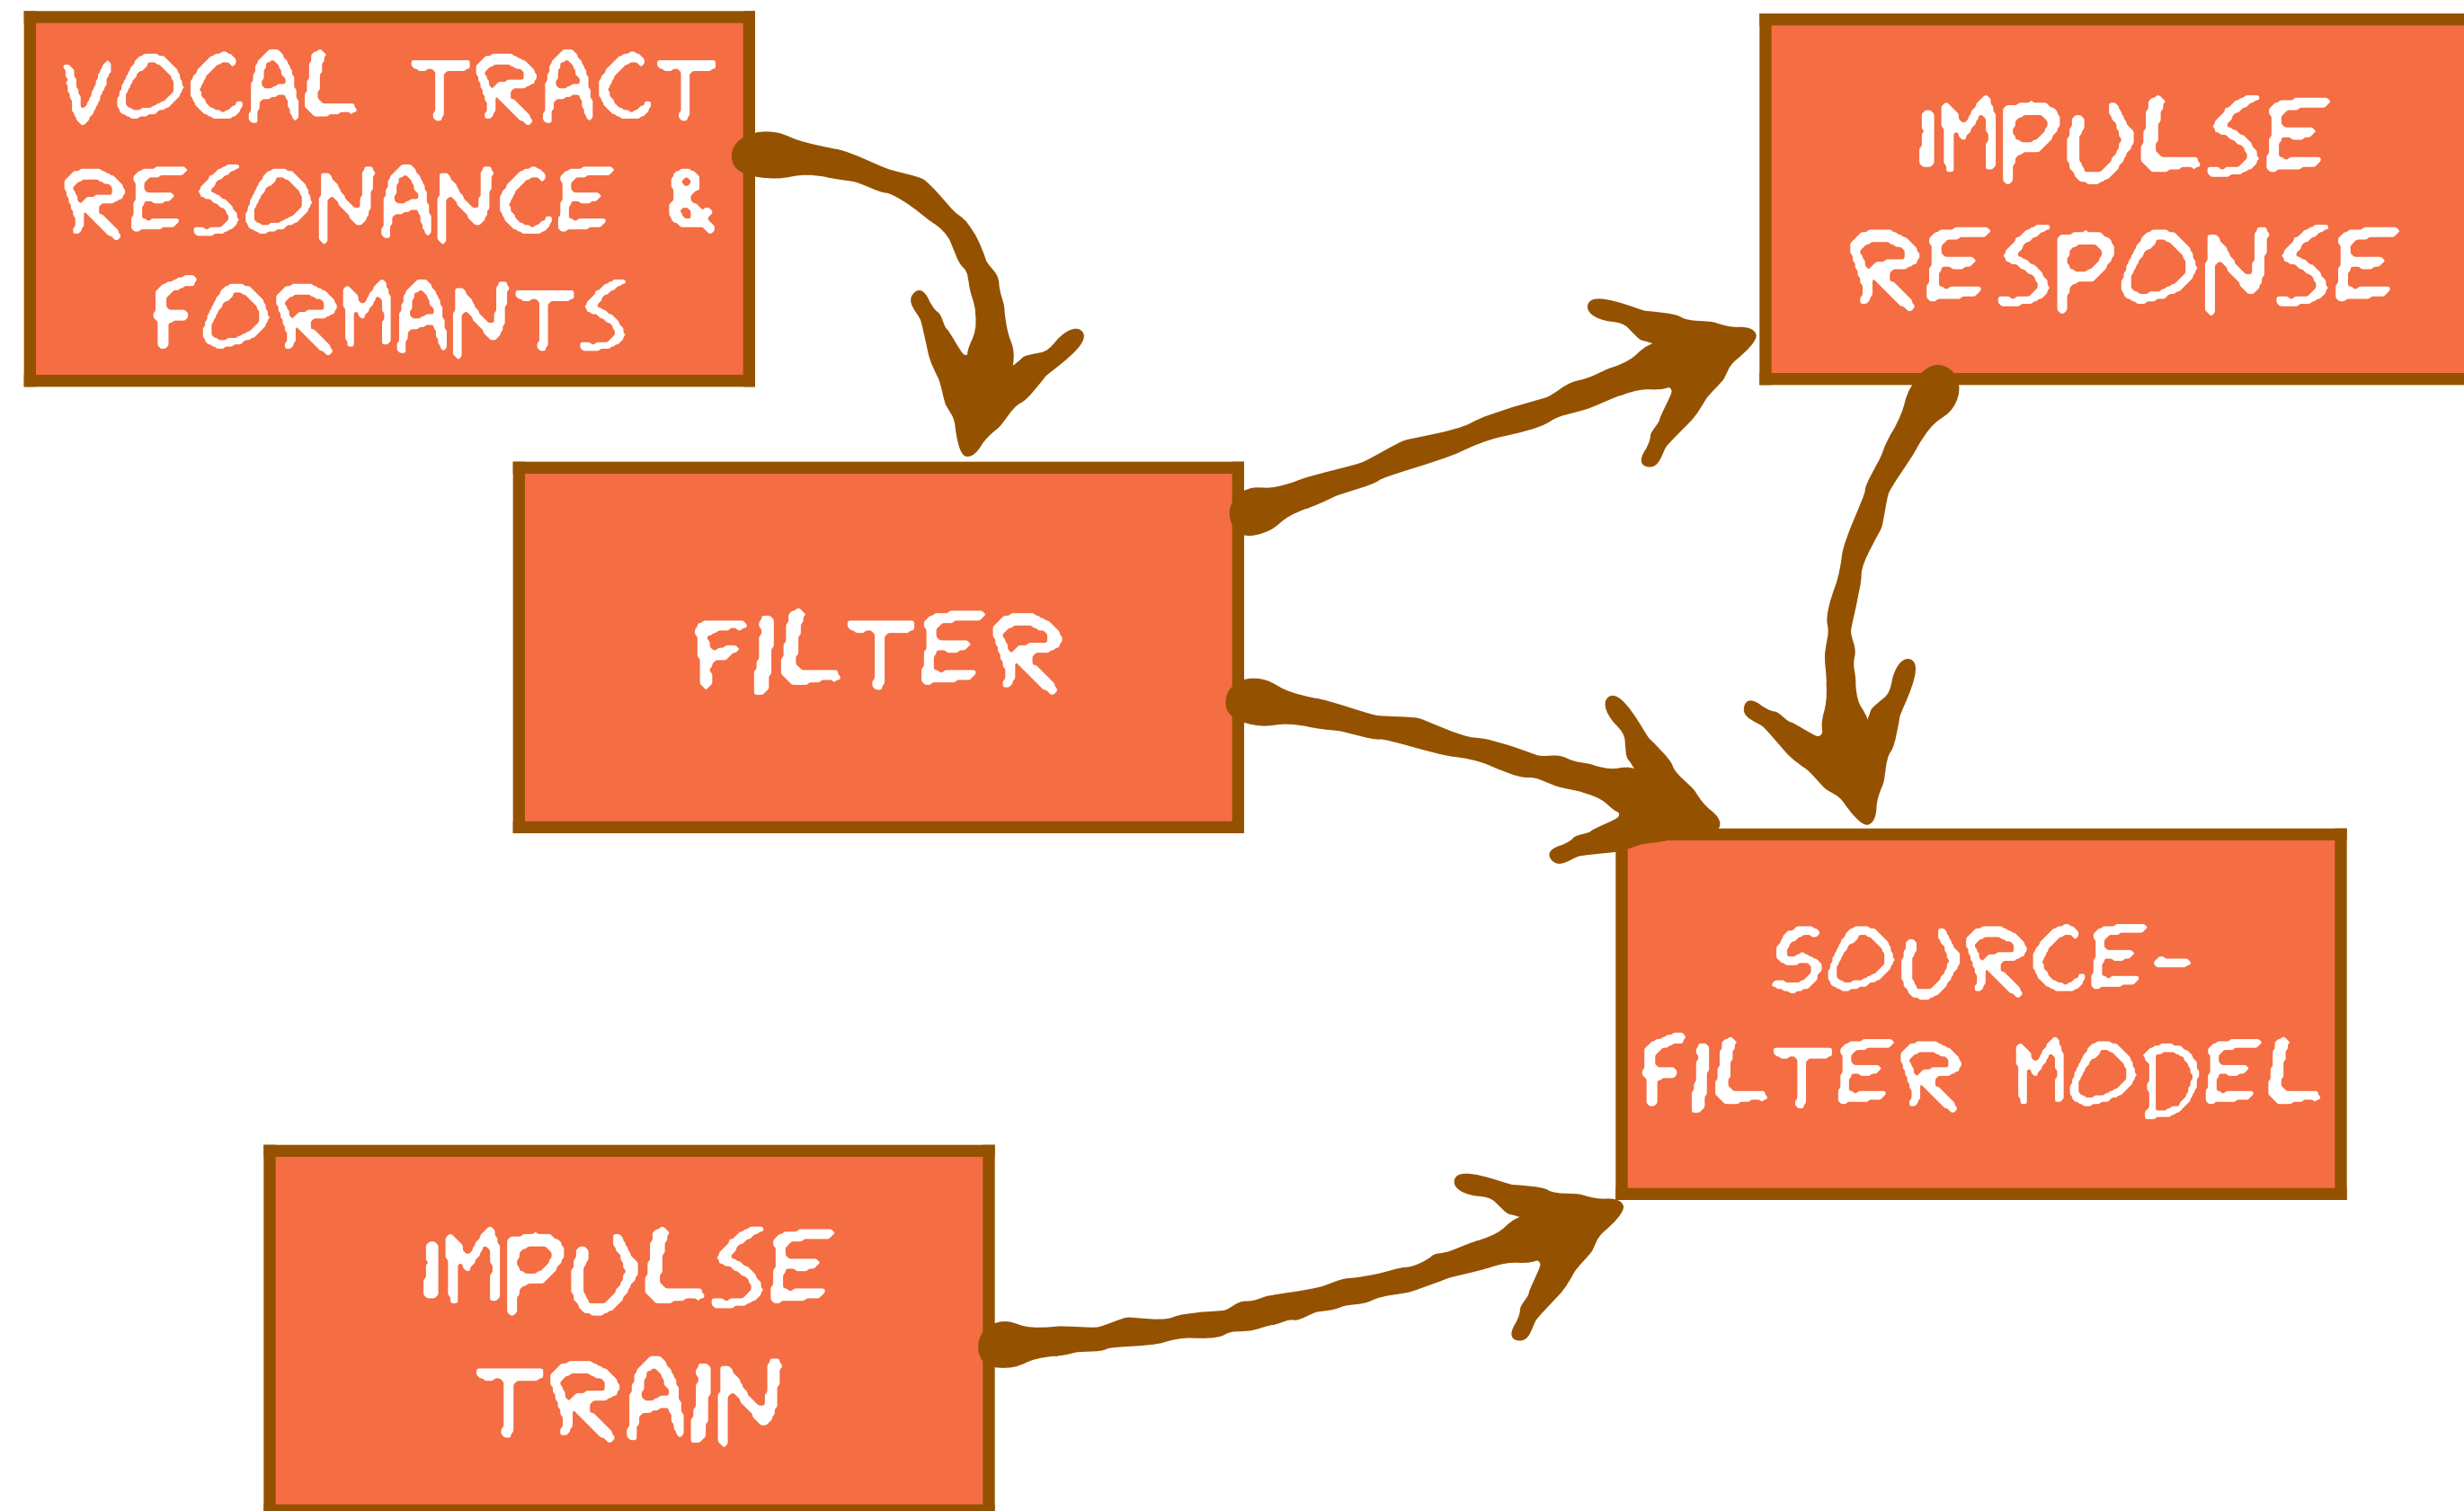 VOCAL TRACT
RESONANCE &
FORMANTS
IMPULSE
RESPONSE
FILTER
SOURCE-
FILTER MODEL
IMPULSE
TRAIN